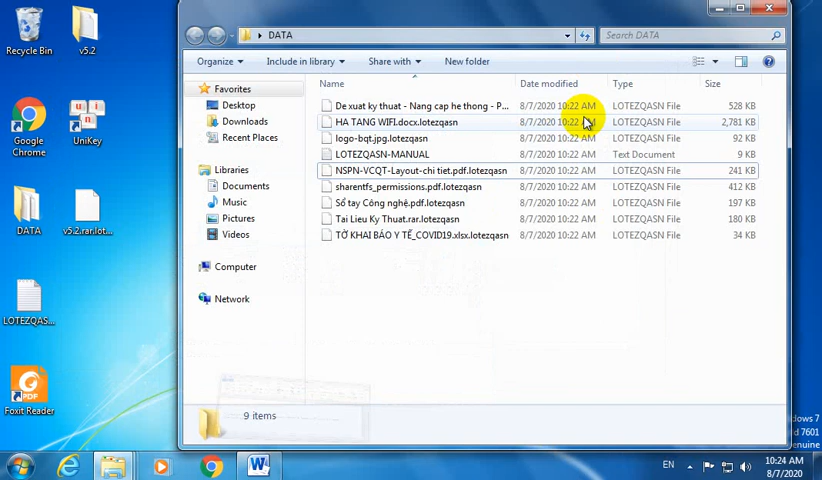 DATA
Search DATA
Organize
Include in library
Share with
New folder
Name
Date modified
Type
Size
De xuat ky thuat - Nang cap he thong - P... 8/7/2020 10:22 AM LOTEZQASN File 528 KB
HA TANG WIFI.docx.lotezqasn 8/7/2020 10:22 AM LOTEZQASN File 2,781 KB
logo-bqt.jpg.lotezqasn 8/7/2020 10:22 AM LOTEZQASN File 92 KB
LOTEZQASN-MANUAL 8/7/2020 10:22 AM Text Document 9 KB
NSPN-VCQT-Layout-chi tiet.pdf.lotezqasn 8/7/2020 10:22 AM LOTEZQASN File 241 KB
sharentfs_permissions.pdf.lotezqasn 8/7/2020 10:22 AM LOTEZQASN File 412 KB
Sổ tay Công nghệ.pdf.lotezqasn 8/7/2020 10:22 AM LOTEZQASN File 197 KB
Tai Lieu Ky Thuat.rar.lotezqasn 8/7/2020 10:22 AM LOTEZQASN File 180 KB
TỜ KHAI BÁO Y TẾ_COVID19.xlsx.lotezqasn 8/7/2020 10:22 AM LOTEZQASN File 34 KB
Favorites
Desktop
Downloads
Recent Places
Libraries
Documents
Music
Pictures
Videos
Computer
Network
9 items
Recycle Bin
v5.2
Google
Chrome
UniKey
DATA
v5.2.rar.lot...
LOTEZQAS...
Foxit Reader
indows 7
7601
enuine
EN
10:24 AM
8/7/2020